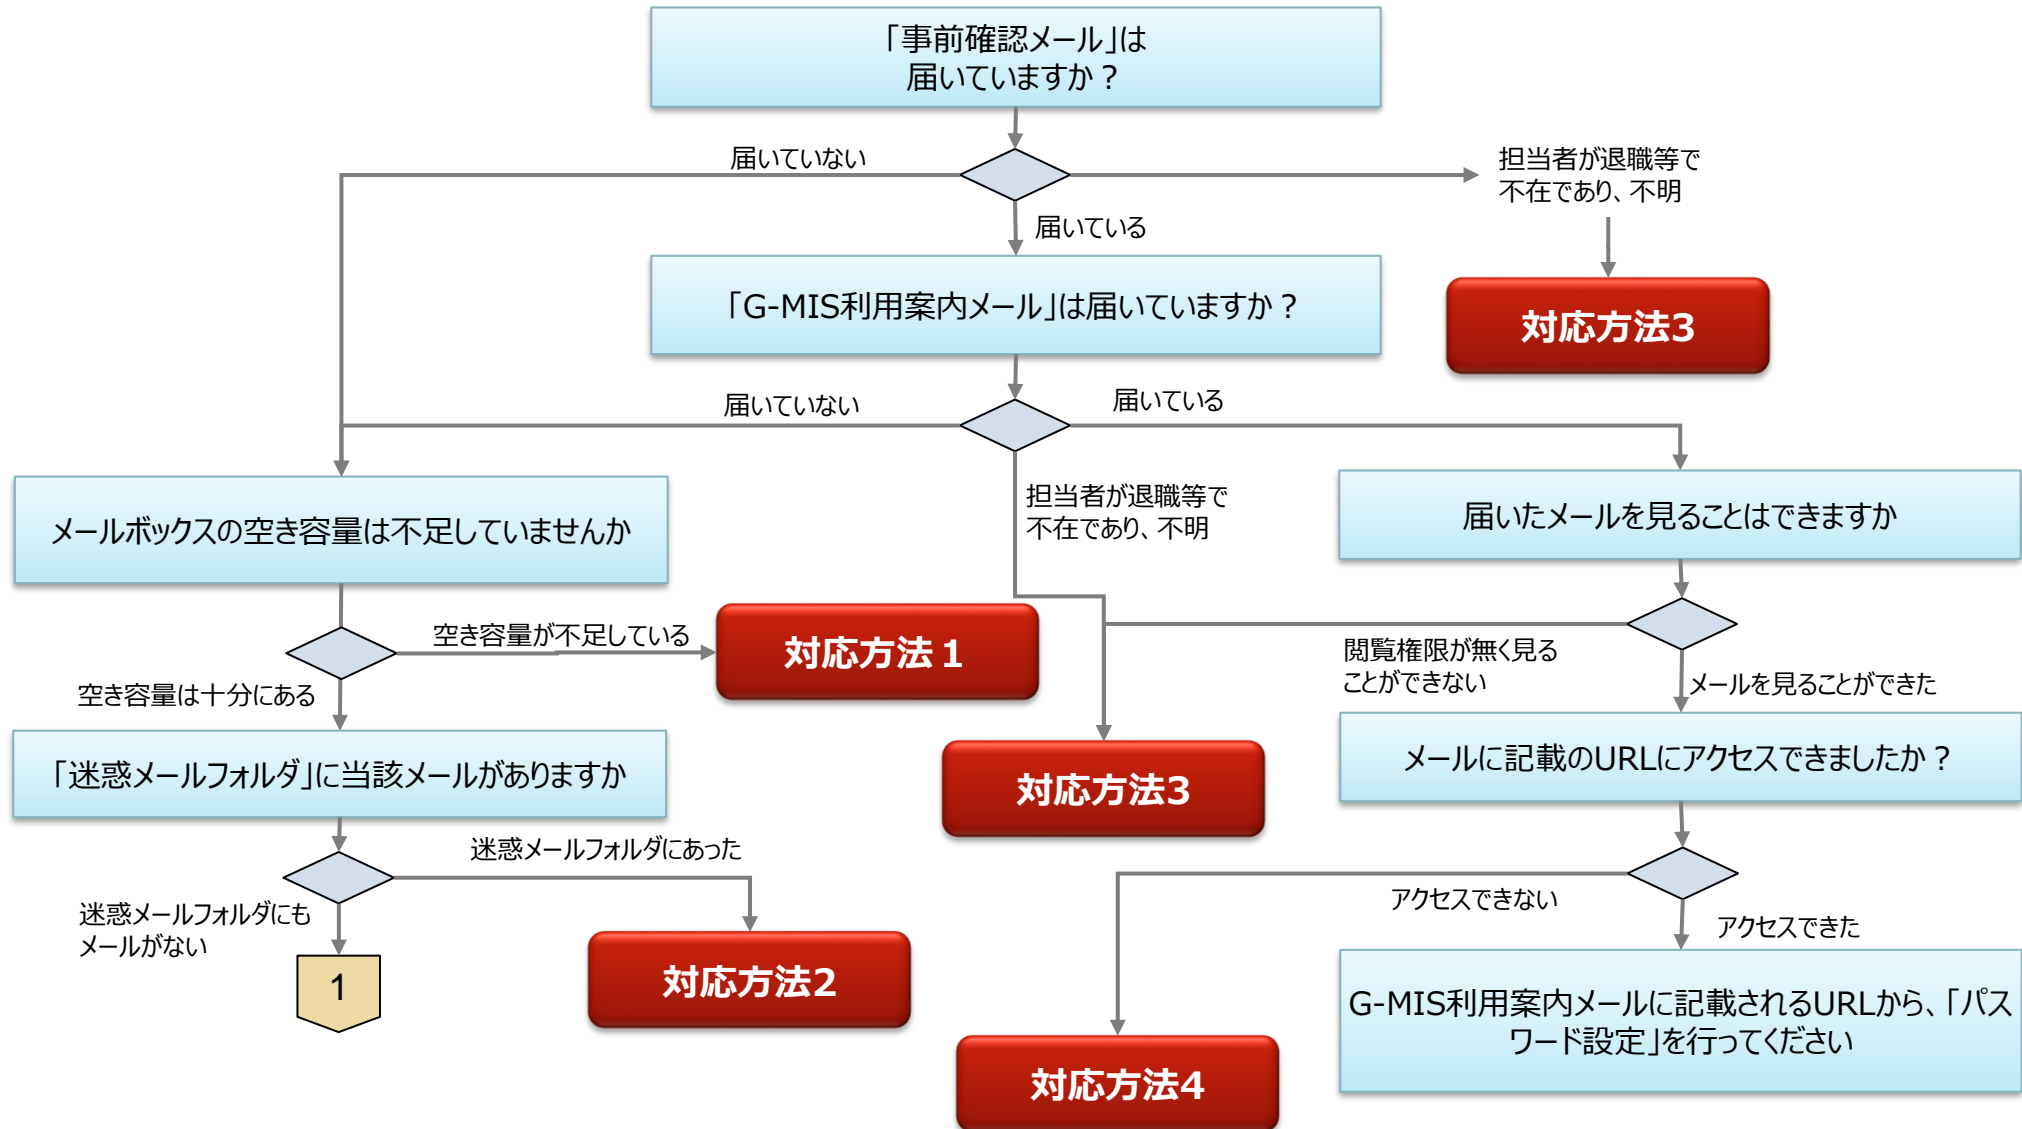 「事前確認メール」は
届いていますか？
届いていない
担当者が退職等で
不在であり、不明
届いている
「G-MIS利用案内メール」は届いていますか？
対応方法3
届いていない
届いている
担当者が退職等で
不在であり、不明
メールボックスの空き容量は不足していませんか
届いたメールを見ることはできますか
空き容量が不足している
対応方法１
閲覧権限が無く見る
ことができない
空き容量は十分にある
メールを見ることができた
「迷惑メールフォルダ」に当該メールがありますか
対応方法3
メールに記載のURLにアクセスできましたか？
迷惑メールフォルダにあった
迷惑メールフォルダにも
メールがない
アクセスできない
アクセスできた
1
対応方法2
G-MIS利用案内メールに記載されるURLから、「パス
ワード設定」を行ってください
対応方法4